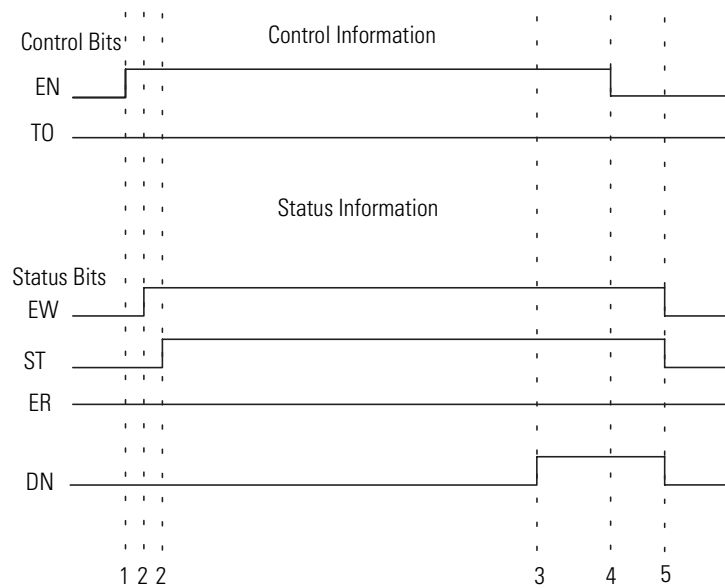 Control Bits
Control Information
EN
TO
Status Information
Status Bits
EW
ST
ER
DN
1 2 2 3 4 5